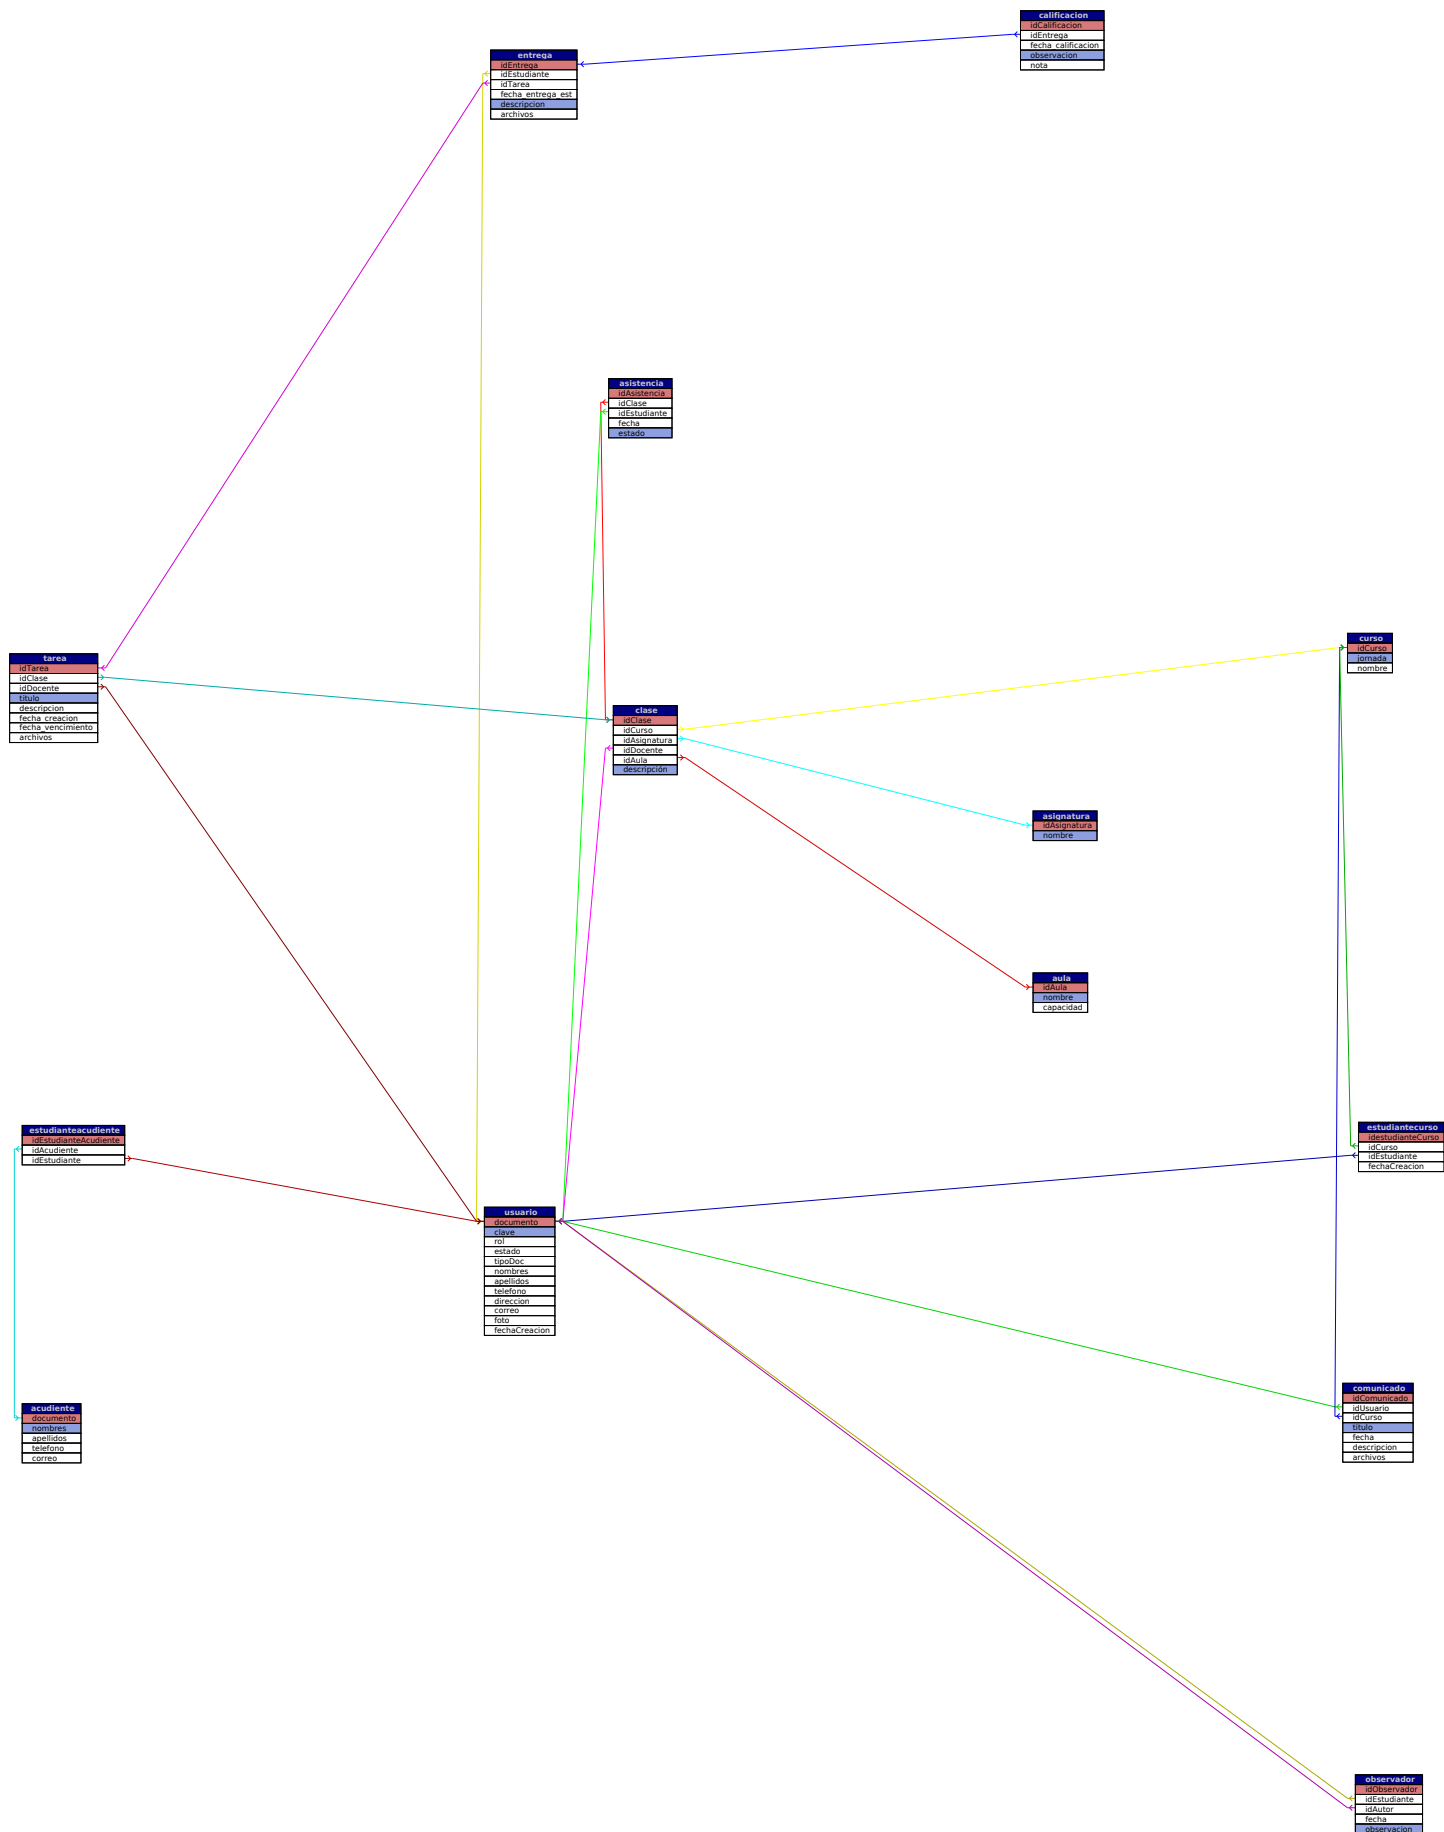 calificacion
idCalificacion
idEntrega
fecha_calificacion
observacion
nota
entrega
idEntrega
idEstudiante
idTarea
fecha_entrega_est
descripcion
archivos
asistencia
idAsistencia
idClase
idEstudiante
fecha
estado
curso
idCurso
jornada
nombre
tarea
idTarea
idClase
idDocente
titulo
descripcion
fecha_creacion
fecha_vencimiento
archivos
clase
idClase
idCurso
idAsignatura
idDocente
idAula
descripción
asignatura
idAsignatura
nombre
aula
idAula
nombre
capacidad
estudianteacudiente
idEstudianteAcudiente
idAcudiente
idEstudiante
estudiantecurso
idestudianteCurso
idCurso
idEstudiante
fechaCreacion
usuario
documento
clave
rol
estado
tipoDoc
nombres
apellidos
telefono
direccion
correo
foto
fechaCreacion
comunicado
idComunicado
idUsuario
idCurso
titulo
fecha
descripcion
archivos
acudiente
documento
nombres
apellidos
telefono
correo
observador
idObservador
idEstudiante
idAutor
fecha
observacion